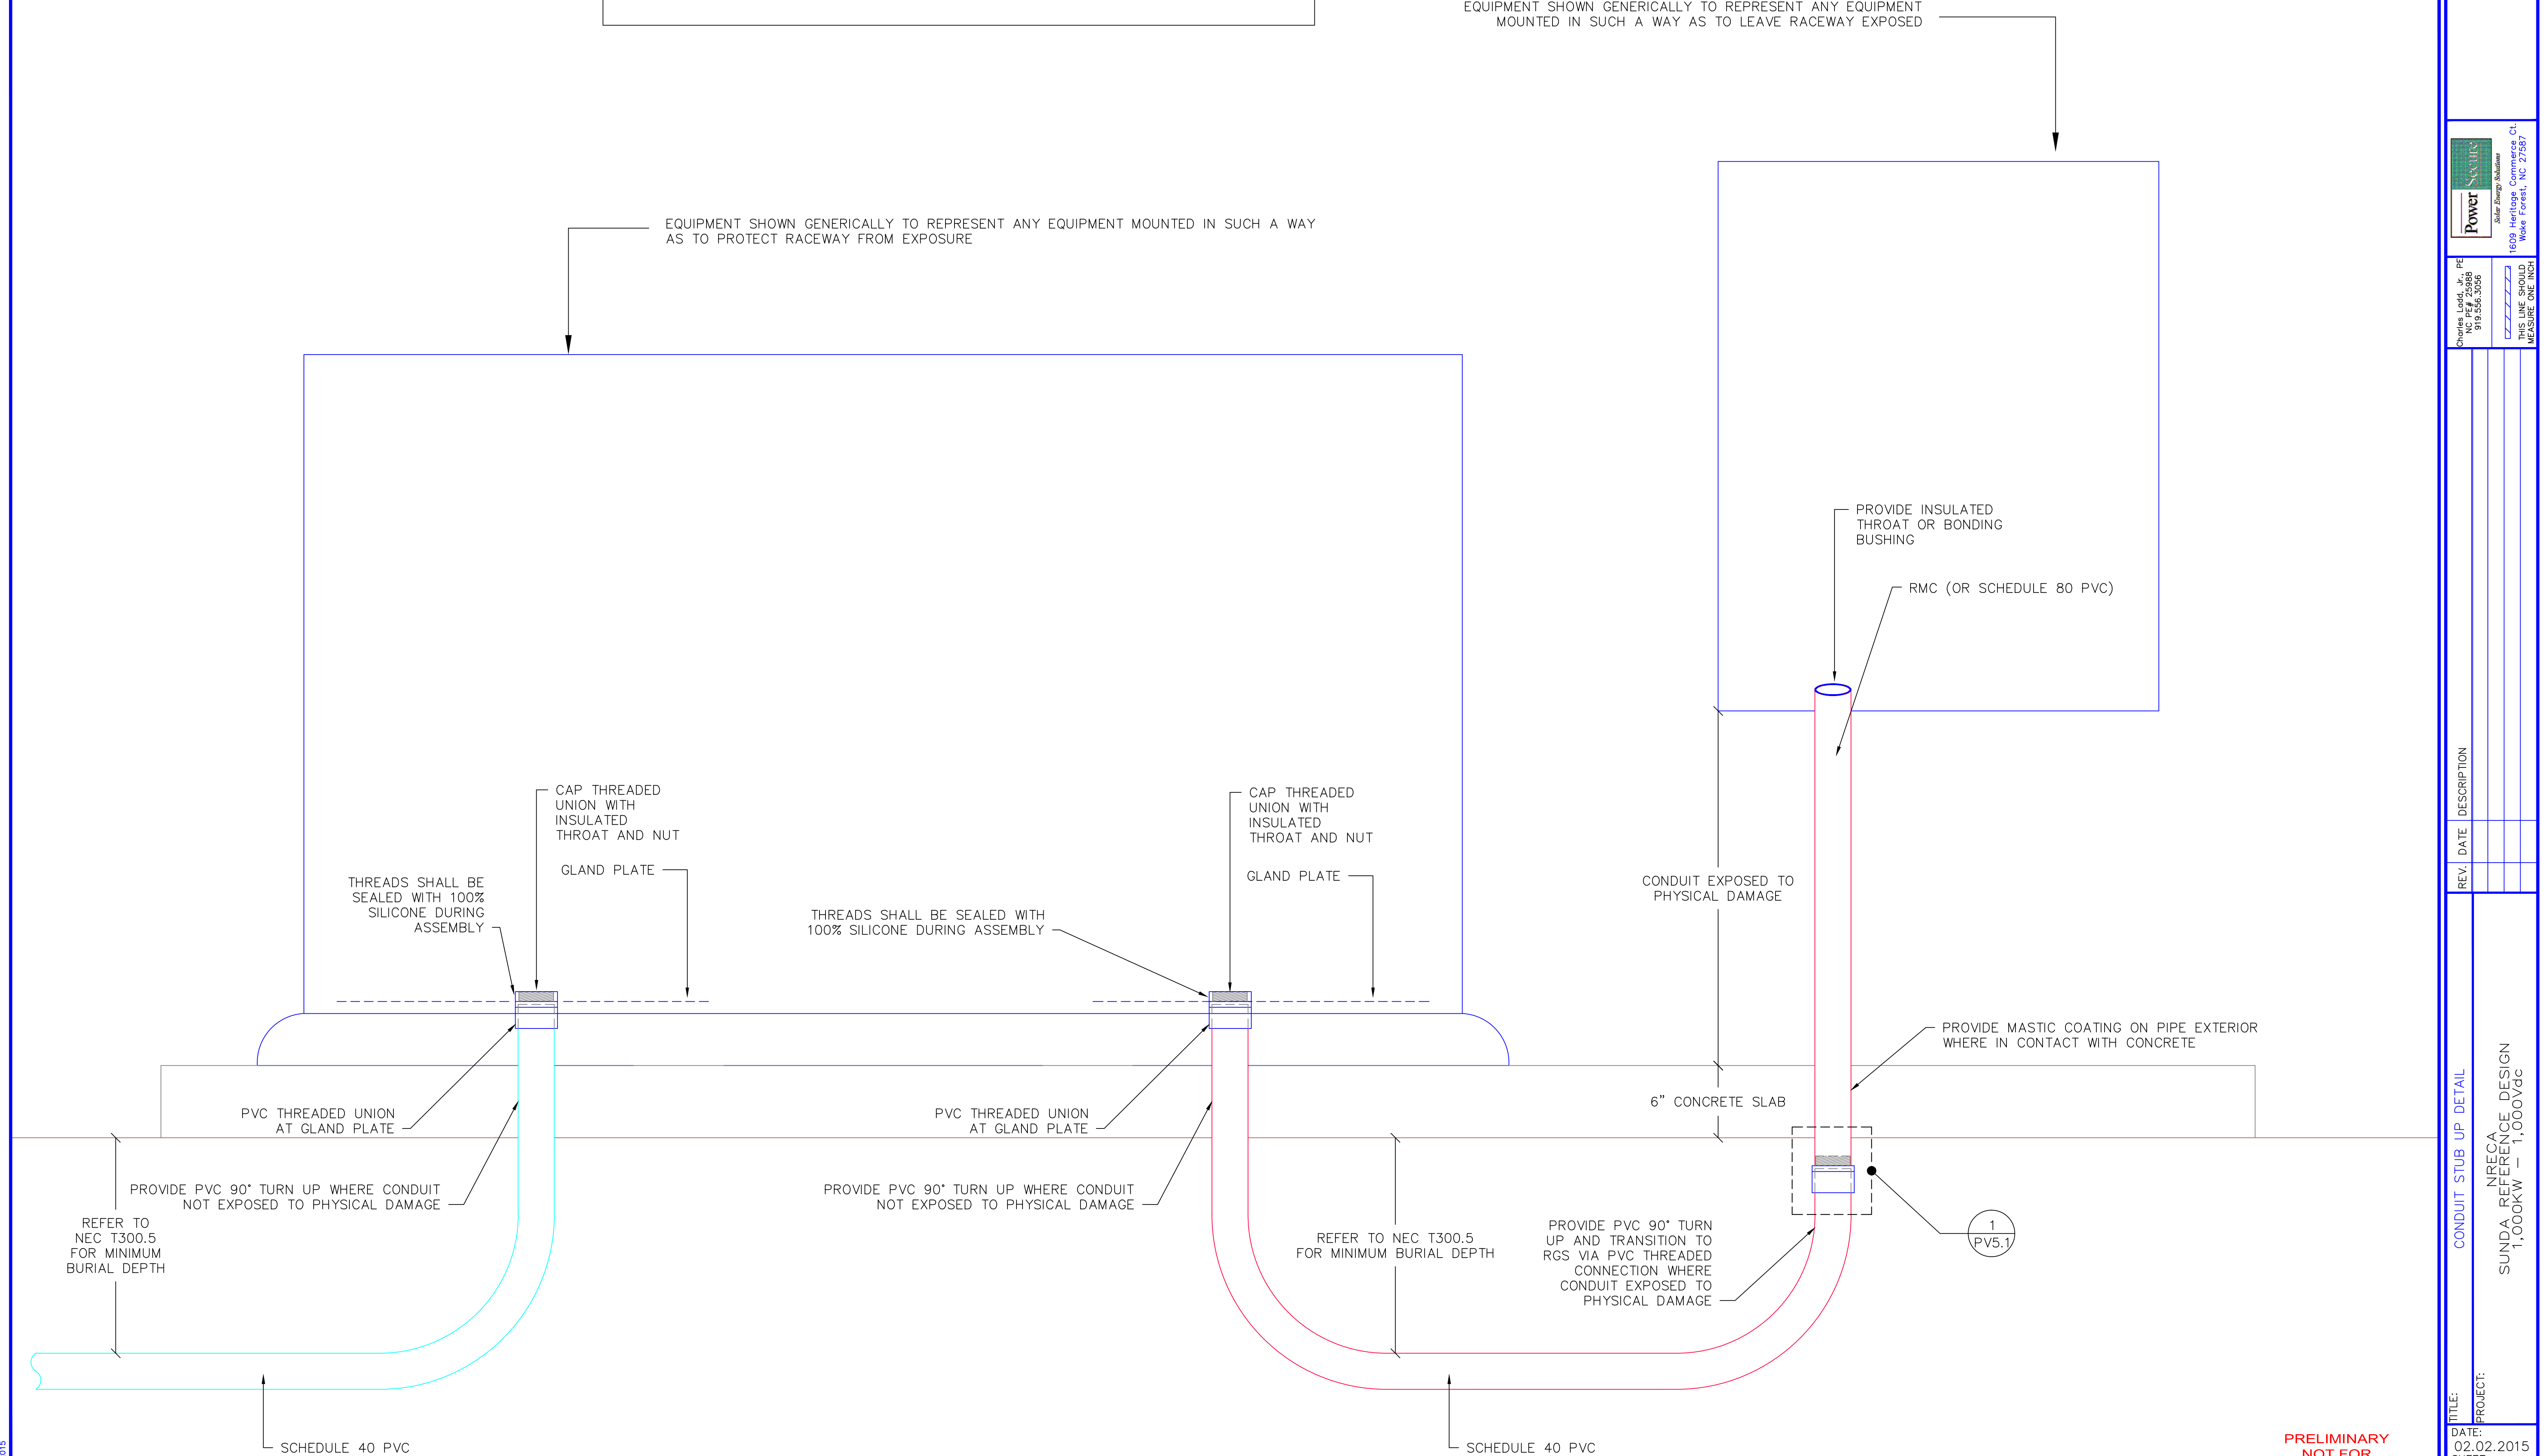 EQUIPMENT SHOWN GENERICALLY TO REPRESENT ANY EQUIPMENT
MOUNTED IN SUCH A WAY AS TO LEAVE RACEWAY EXPOSED
EQUIPMENT SHOWN GENERICALLY TO REPRESENT ANY EQUIPMENT MOUNTED IN SUCH A WAY
AS TO PROTECT RACEWAY FROM EXPOSURE
PROVIDE INSULATED
THROAT OR BONDING
BUSHING
RMC (OR SCHEDULE 80 PVC)
CAP THREADED
UNION WITH
INSULATED
THROAT AND NUT
GLAND PLATE
THREADS SHALL BE
SEALED WITH 100%
SILICONE DURING
ASSEMBLY
CAP THREADED
UNION WITH
INSULATED
THROAT AND NUT
GLAND PLATE
THREADS SHALL BE SEALED WITH
100% SILICONE DURING ASSEMBLY
CONDUIT EXPOSED TO
PHYSICAL DAMAGE
PROVIDE MASTIC COATING ON PIPE EXTERIOR
WHERE IN CONTACT WITH CONCRETE
6" CONCRETE SLAB
PVC THREADED UNION
AT GLAND PLATE
PVC THREADED UNION
AT GLAND PLATE
PROVIDE PVC 90° TURN UP WHERE CONDUIT
NOT EXPOSED TO PHYSICAL DAMAGE
PROVIDE PVC 90° TURN UP WHERE CONDUIT
NOT EXPOSED TO PHYSICAL DAMAGE
REFER TO
NEC T300.5
FOR MINIMUM
BURIAL DEPTH
REFER TO NEC T300.5
FOR MINIMUM BURIAL DEPTH
PROVIDE PVC 90° TURN
UP AND TRANSITION TO
RGS VIA PVC THREADED
CONNECTION WHERE
CONDUIT EXPOSED TO
PHYSICAL DAMAGE
1
PV5.1
SCHEDULE 40 PVC
SCHEDULE 40 PVC
PRELIMINARY
NOT FOR
Power Secure
Solar Energy Solutions
1609 Heritage Commerce Ct.
Wake Forest, NC 27587
Charles Ladd, Jr., PE
NC PE# 25988
919.556.3056
THIS LINE SHOULD
MEASURE ONE INCH
REV. DATE DESCRIPTION
TITLE:
CONDUIT STUB UP DETAIL
PROJECT:
NRECA
SUNDA REFERENCE DESIGN
1,000KW – 1,000Vdc
DATE:
02.02.2015